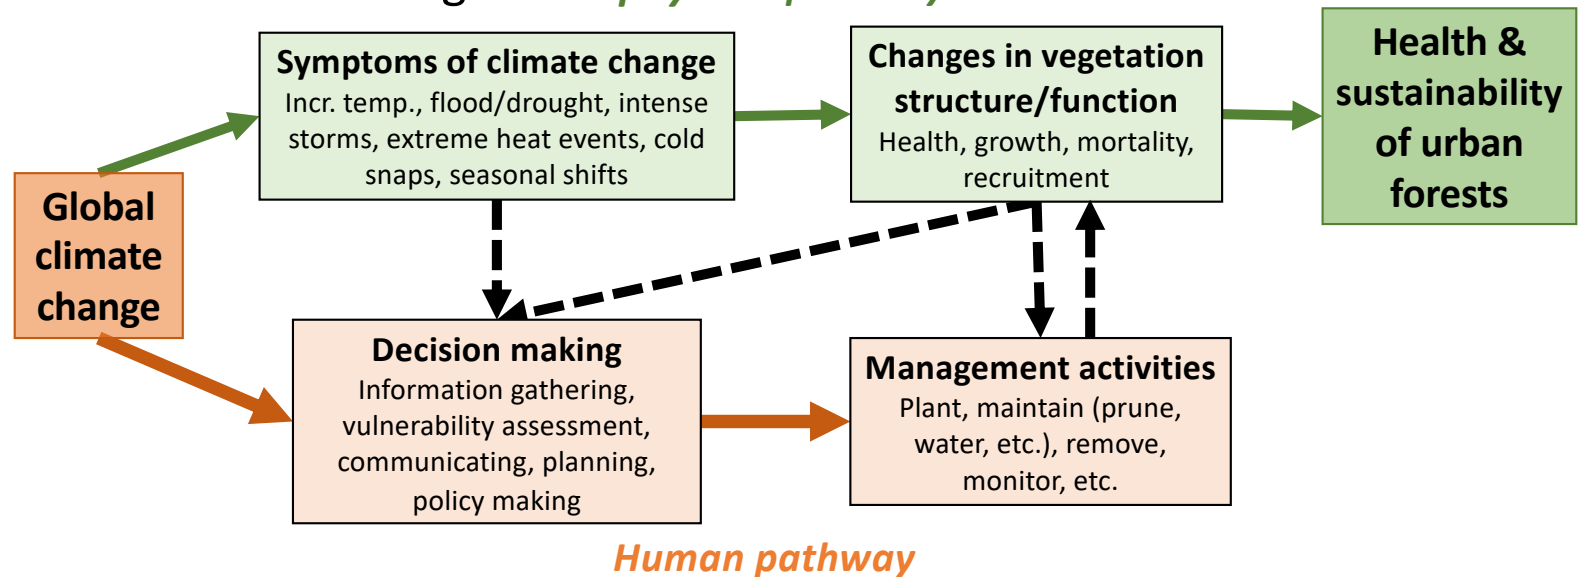 Symptoms of climate change
Incr. temp., flood/drought, intense
storms, extreme heat events, cold
snaps, seasonal shifts
Changes in vegetation
structure/function
Health, growth, mortality,
recruitment
Health &
sustainability
of urban
forests
Global
climate
change
Decision making
Information gathering,
vulnerability assessment,
communicating, planning,
policy making
Management activities
Plant, maintain (prune,
water, etc.), remove,
monitor, etc.
Human pathway